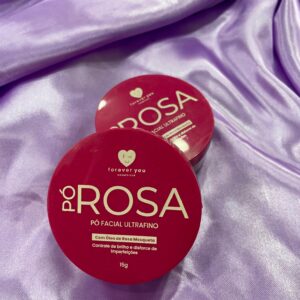 forever you
cosméticos
PÓ ROSA
PÓ FACIAL ULTRAFINO
Com Óleo de Rosa Mosqueta
Controle de brilho e disfarce de
imperfeições
15g
PÓ ROSA
FACIAL ULTRAFINO